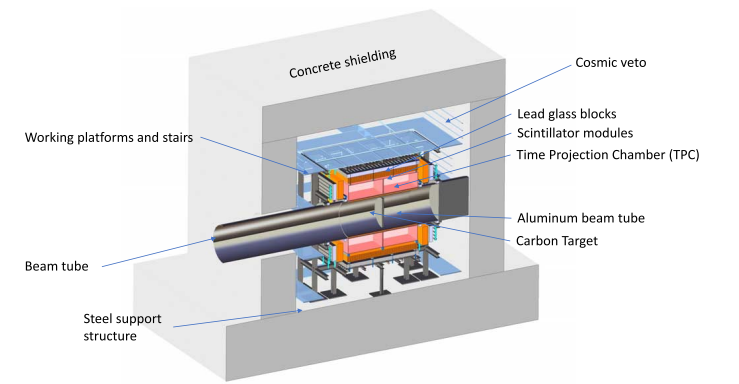 Concrete shielding
Cosmic veto
Lead glass blocks
Scintillator modules
Working platforms and stairs
Time Projection Chamber (TPC)
Aluminum beam tube
Carbon Target
Beam tube
Steel support
structure